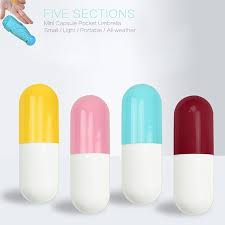 FIVE SECTIONS
Mini Capsule Pocket Umbrella
Small / Light / Portable / All-weather